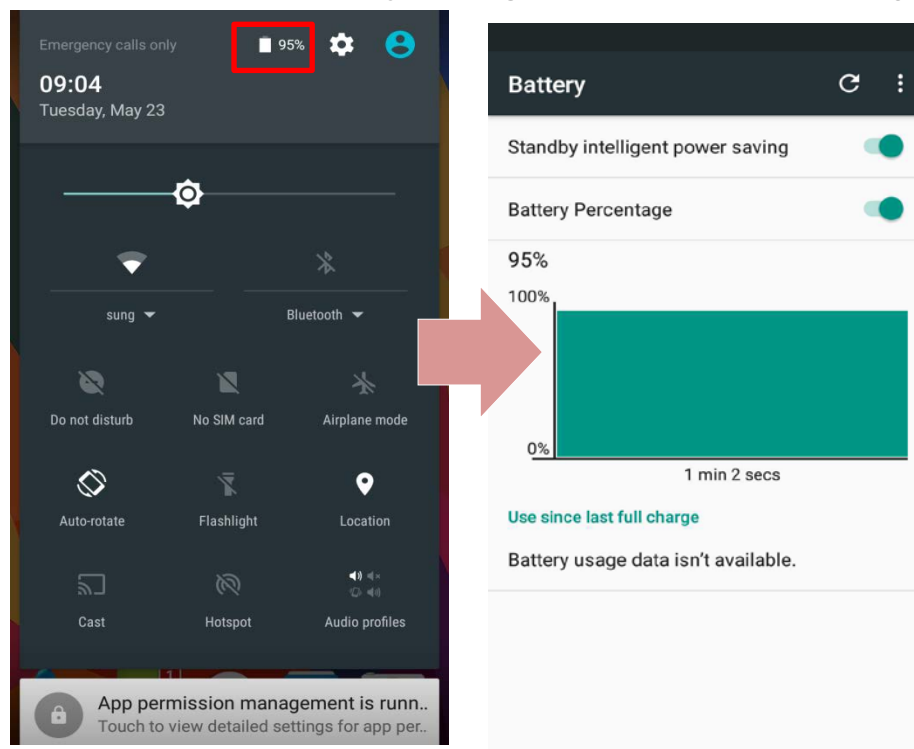 Emergency calls only
95%
09:04
Tuesday, May 23
sung
Bluetooth
Do not disturb
No SIM card
Airplane mode
Auto-rotate
Flashlight
Location
Cast
Hotspot
Audio profiles
1
App permission management is runn..
Touch to view detailed settings for app per..
Battery
Standby intelligent power saving
Battery Percentage
95%
100%
0%
1 min 2 secs
Use since last full charge
Battery usage data isn't available.